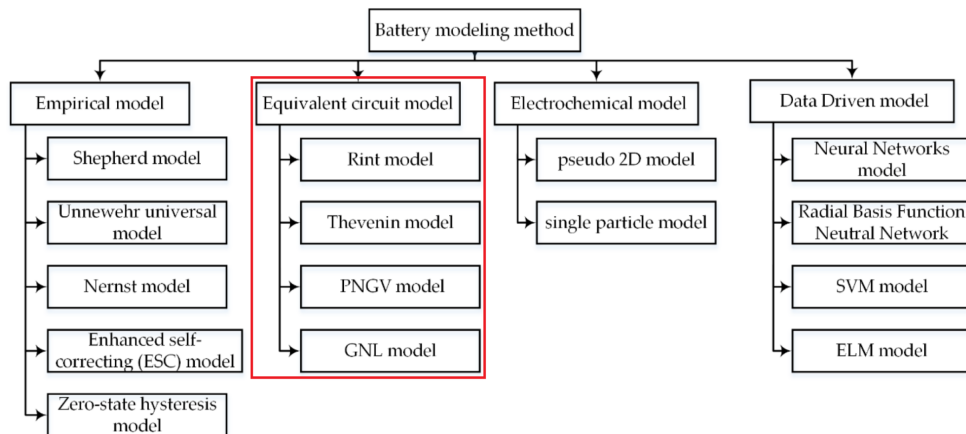 Battery modeling method
Empirical model
Shepherd model
Unnewehr universal
model
Nernst model
Enhanced self-
correcting (ESC) model
Zero-state hysteresis
model
Equivalent circuit model
Rint model
Thevenin model
PNGV model
GNL model
Electrochemical model
pseudo 2D model
single particle model
Data Driven model
Neural Networks
model
Radial Basis Function
Neutral Network
SVM model
ELM model